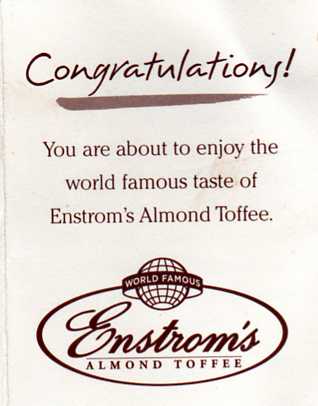 Congratulations!
You are about to enjoy the
world famous taste of
Enstrom's Almond Toffee.
WORLD FAMOUS
Enstrom's
ALMOND TOFFEE